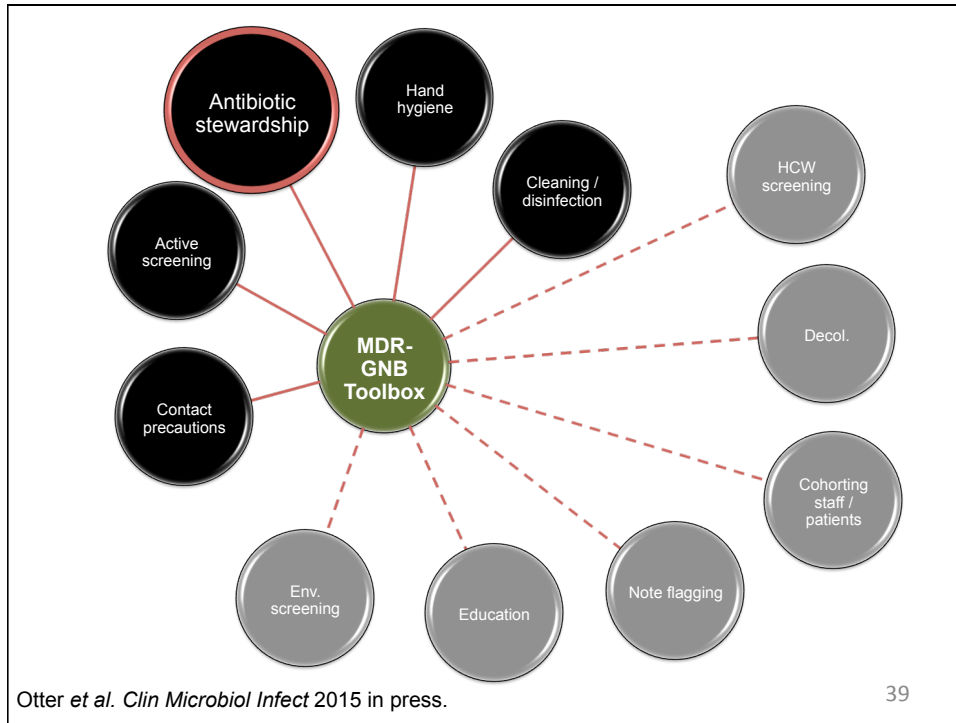 Antibiotic
stewardship
Hand
hygiene
Cleaning /
disinfection
HCW
screening
Active
screening
Decol.
MDR-
GNB
Toolbox
Contact
precautions
Cohorting
staff /
patients
Env.
screening
Education
Note flagging
Otter et al. Clin Microbiol Infect 2015 in press.
39